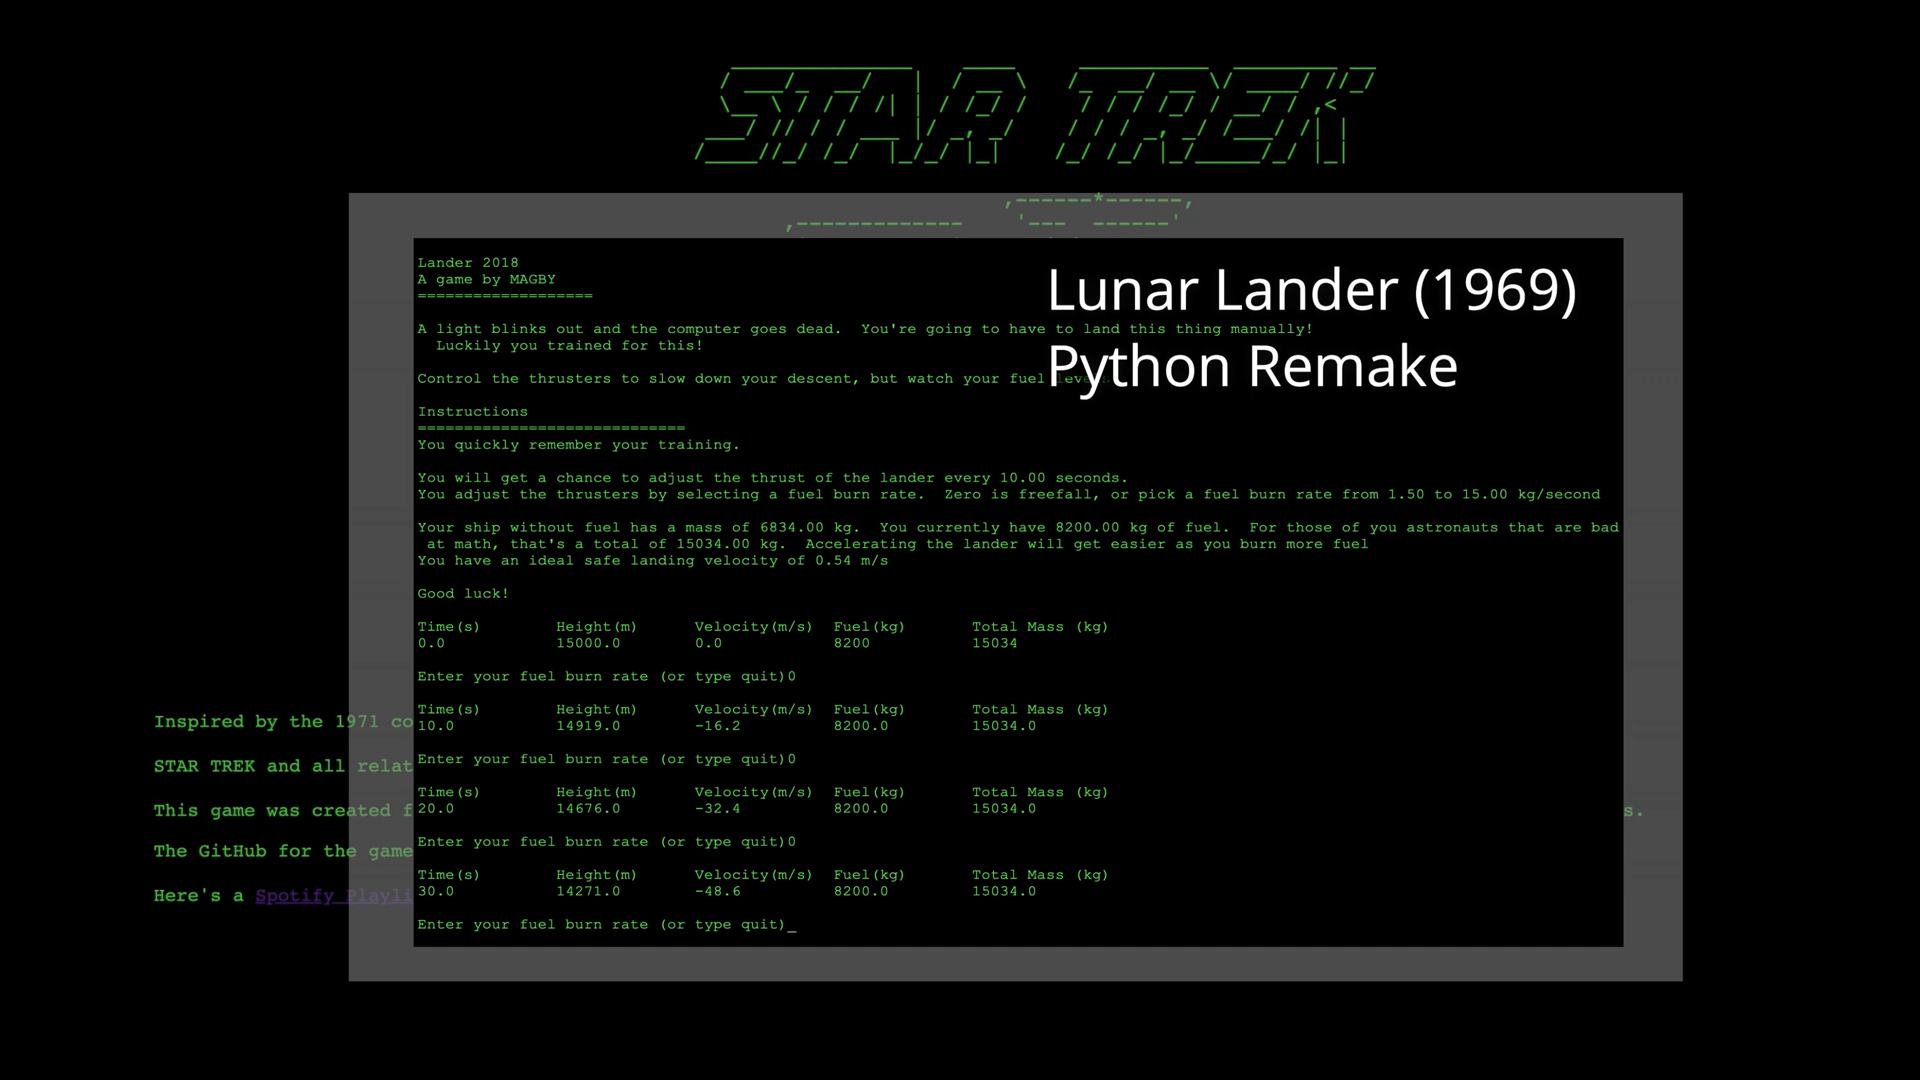 STAR TREK
Lander 2018
A game by MAGBY
===================
Lunar Lander (1969)
Python Remake
A light blinks out and the computer goes dead.  You're going to have to land this thing manually!
Luckily you trained for this!
Control the thrusters to slow down your descent, but watch your fuel
Instructions
=============================
You quickly remember your training.
You will get a chance to adjust the thrust of the lander every 10.00 seconds.
You adjust the thrusters by selecting a fuel burn rate.  Zero is freefall, or pick a fuel burn rate from 1.50 to 15.00 kg/second
Your ship without fuel has a mass of 6834.00 kg.  You currently have 8200.00 kg of fuel.  For those of you astronauts that are bad
at math, that's a total of 15034.00 kg.  Accelerating the lander will get easier as you burn more fuel
You have an ideal safe landing velocity of 0.54 m/s
Good luck!
Time(s) Height(m) Velocity(m/s) Fuel(kg) Total Mass (kg)
0.0 15000.0 0.0 8200 15034
Enter your fuel burn rate (or type quit)0
Time(s) Height(m) Velocity(m/s) Fuel(kg) Total Mass (kg)
10.0 14919.0 -16.2 8200.0 15034.0
Enter your fuel burn rate (or type quit)0
Time(s) Height(m) Velocity(m/s) Fuel(kg) Total Mass (kg)
20.0 14676.0 -32.4 8200.0 15034.0
Enter your fuel burn rate (or type quit)0
Time(s) Height(m) Velocity(m/s) Fuel(kg) Total Mass (kg)
30.0 14271.0 -48.6 8200.0 15034.0
Enter your fuel burn rate (or type quit)_
Inspired by the 1971
STAR TREK and all
This game was created
The GitHub for the game
Here's a Spotify